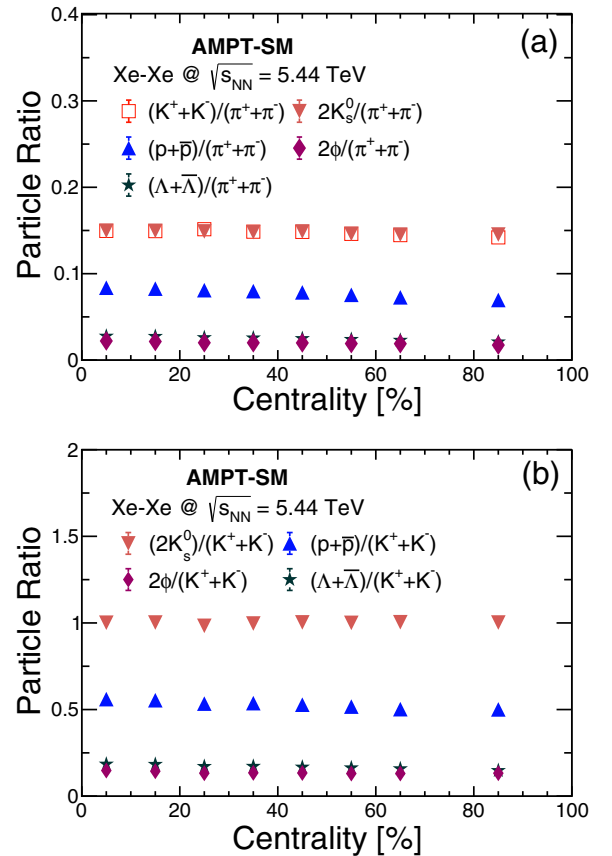 (a)
AMPT-SM
Xe-Xe @ √s_NN = 5.44 TeV
(K⁺+K⁻)/(π⁺+π⁻) 2K⁰ₛ/(π⁺+π⁻)
(p+p̅)/(π⁺+π⁻) 2ϕ/(π⁺+π⁻)
(Λ+Λ̅)/(π⁺+π⁻)
Particle Ratio
0.4
0.3
0.2
0.1
0
0 20 40 60 80 100
Centrality [%]
(b)
AMPT-SM
Xe-Xe @ √s_NN = 5.44 TeV
(2K⁰ₛ)/(K⁺+K⁻) (p+p̅)/(K⁺+K⁻)
2ϕ/(K⁺+K⁻) (Λ+Λ̅)/(K⁺+K⁻)
Particle Ratio
2
1.5
1
0.5
0
0 20 40 60 80 100
Centrality [%]